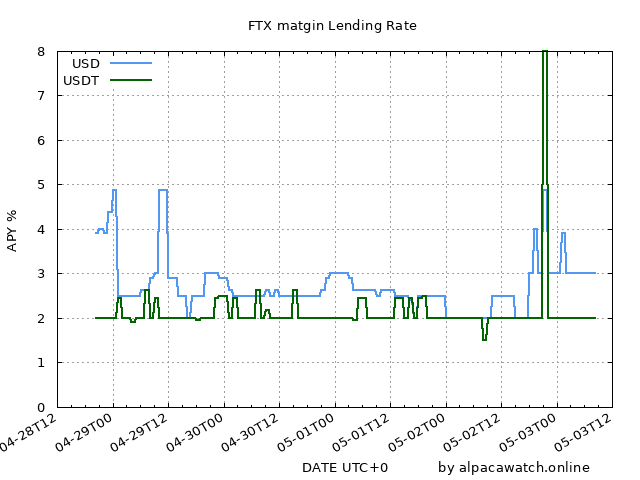 FTX matgin Lending Rate
USD
USDT
8
7
6
5
4
3
2
1
0
APY %
04-28T12
04-29T00
04-29T12
04-30T00
04-30T12
05-01T00
05-01T12
05-02T00
05-02T12
05-03T00
05-03T12
DATE UTC+0
by alpacawatch.online